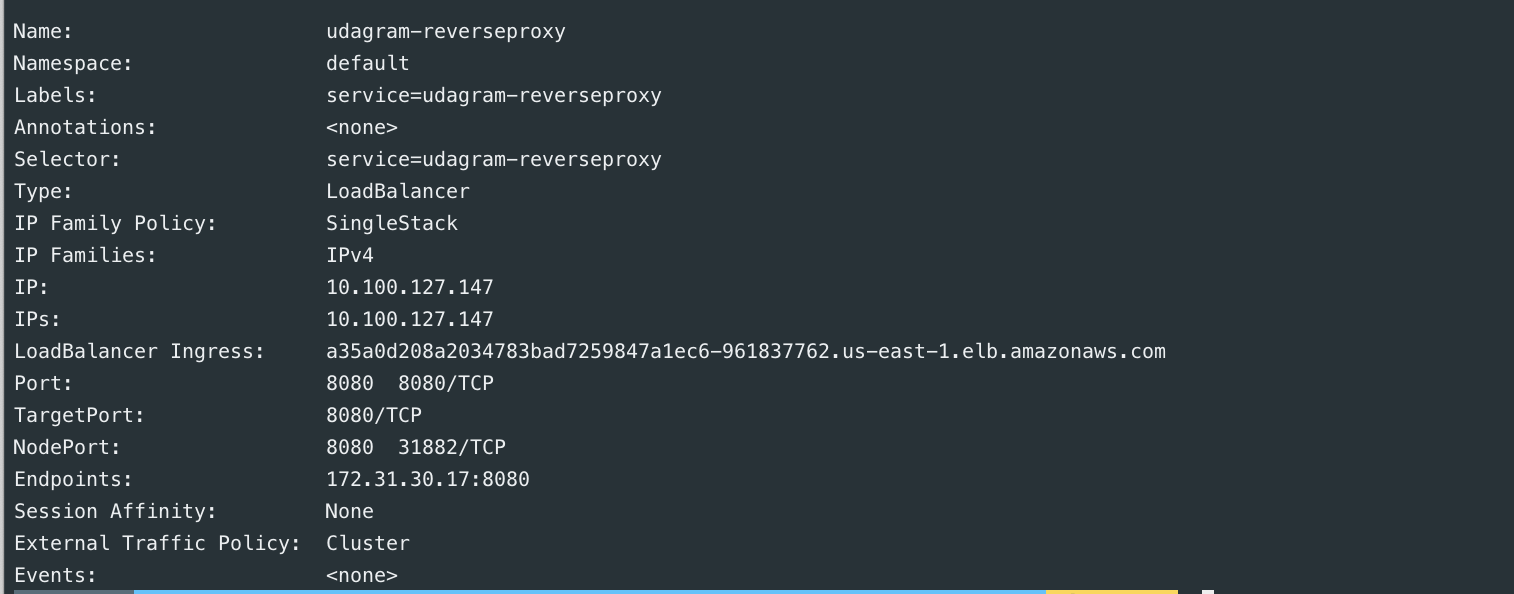 Name: udagram-reverseproxy
Namespace: default
Labels: service=udagram-reverseproxy
Annotations: <none>
Selector: service=udagram-reverseproxy
Type: LoadBalancer
IP Family Policy: SingleStack
IP Families: IPv4
IP: 10.100.127.147
IPs: 10.100.127.147
LoadBalancer Ingress: a35a0d208a2034783bad7259847a1ec6-961837762.us-east-1.elb.amazonaws.com
Port: 8080 8080/TCP
TargetPort: 8080/TCP
NodePort: 8080 31882/TCP
Endpoints: 172.31.30.17:8080
Session Affinity: None
External Traffic Policy: Cluster
Events: <none>